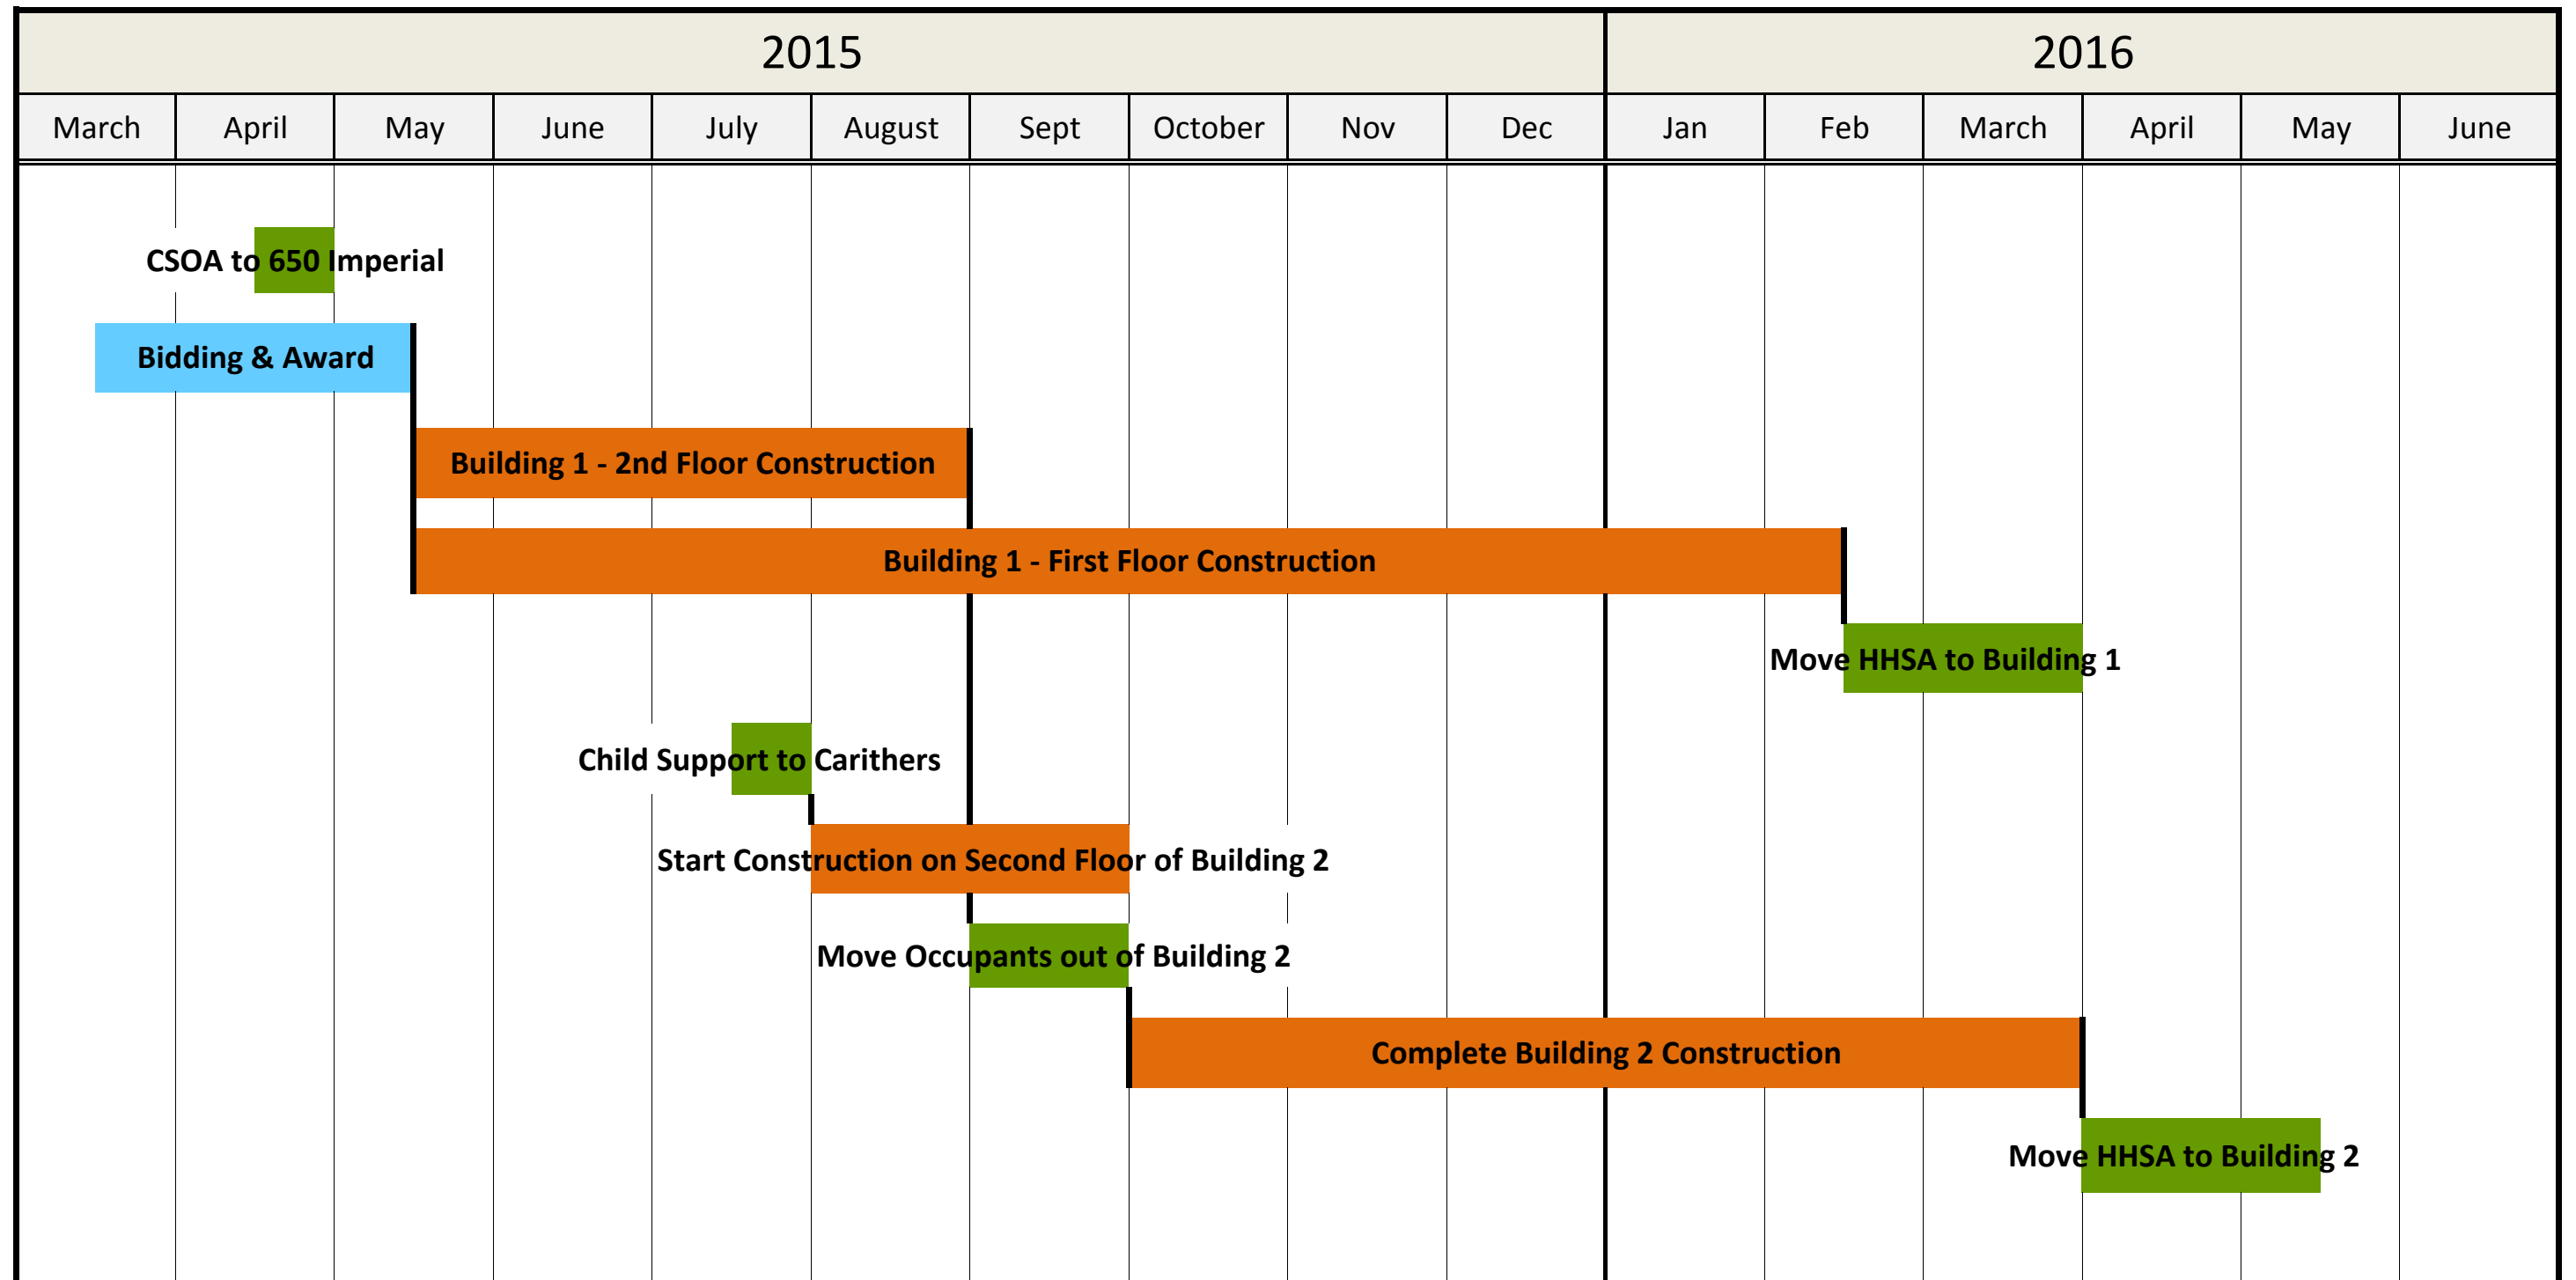 2015 2016
March April May June July August Sept October Nov Dec Jan Feb March April May June
CSOA to 650 Imperial
Bidding & Award
Building 1 - 2nd Floor Construction
Building 1 - First Floor Construction
Move HHSA to Building 1
Child Support to Carithers
Start Construction on Second Floor of Building 2
Move Occupants out of Building 2
Complete Building 2 Construction
Move HHSA to Building 2